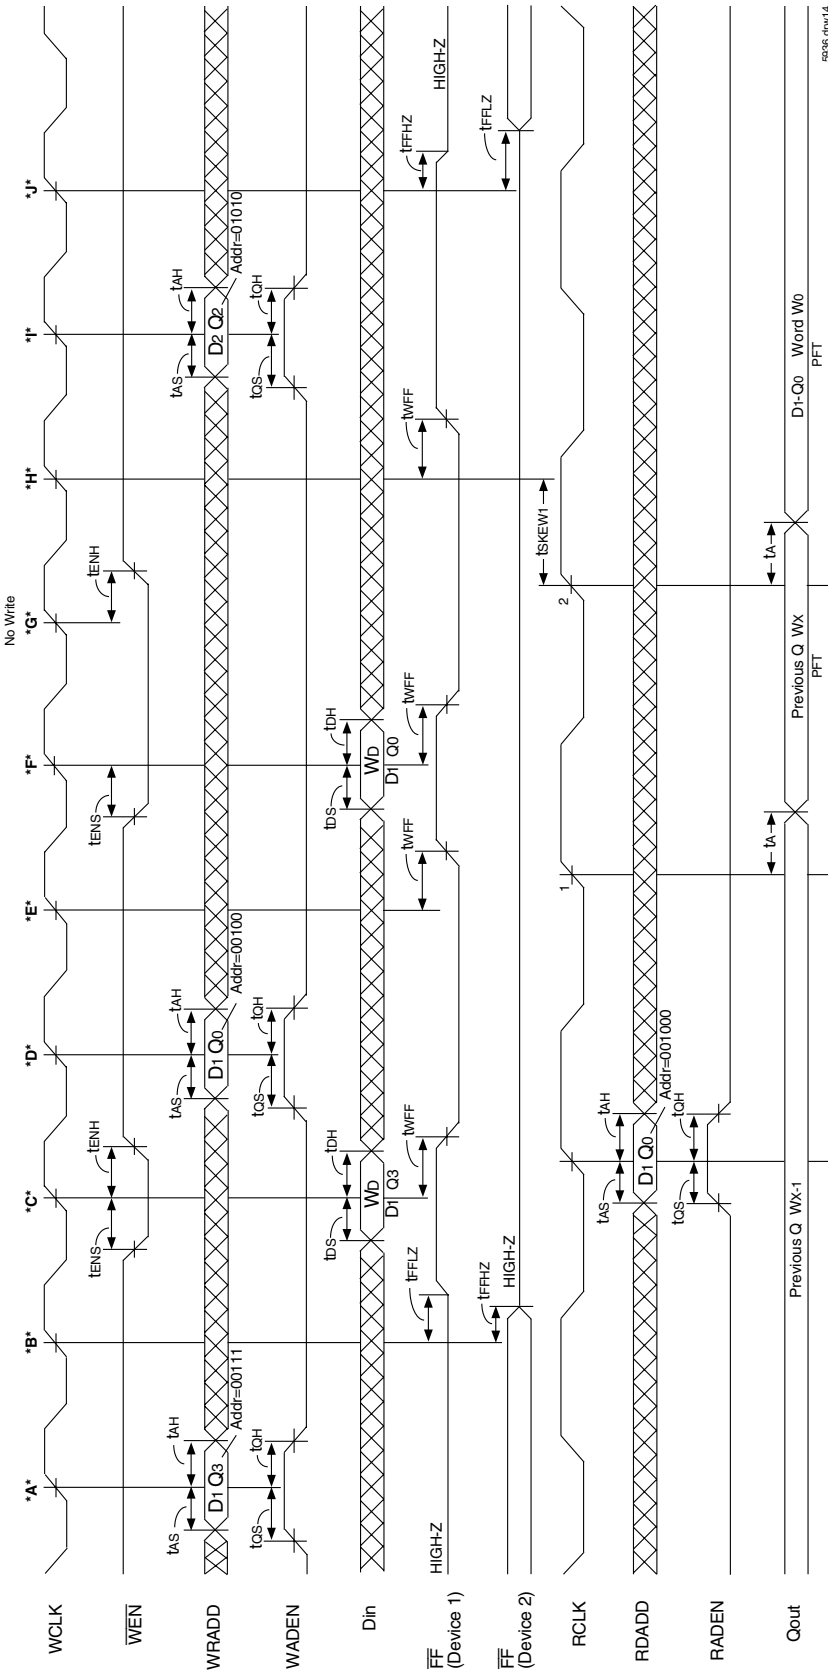 No Write
*A*
*B*
*C*
*D*
*E*
*F*
*G*
*H*
*I*
*J*
WCLK
WEN
tENS
tENH
tENS
tENH
WRADD
tAS
tAH
D1 Q3
Addr=00111
tAS
tAH
D1 Q0
Addr=00100
tAS
tAH
D2 Q2
Addr=01010
WADEN
tQS
tQH
tQS
tQH
tQS
tQH
Din
tDS
tDH
WD
D1 Q3
tDS
tDH
WD
D1 Q0
FF
(Device 1)
HIGH-Z
tFFLZ
tWFF
tWFF
tWFF
tWFF
tFFHZ
HIGH-Z
FF
(Device 2)
tFFHZ
HIGH-Z
tFFLZ
tSKEW1
RCLK
1
2
RDADD
tAS
tAH
D1 Q0
Addr=001000
RADEN
tQS
tQH
Qout
Previous Q WX-1
tA
Previous Q WX
PFT
tA
D1-Q0 Word W0
PFT
5936 drw14